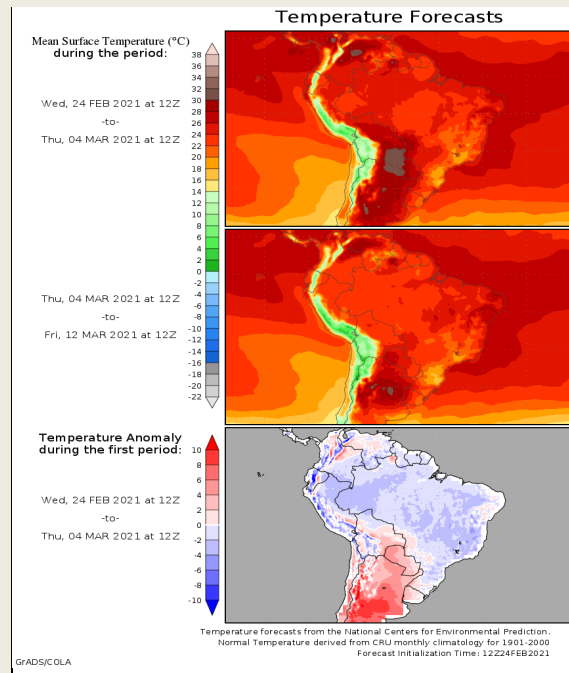 Temperature Forecasts
Mean Surface Temperature (°C)
during the period:
Wed, 24 FEB 2021 at 12Z
-to-
Thu, 04 MAR 2021 at 12Z
38
36
34
32
30
28
26
24
22
20
18
16
14
12
10
8
6
4
2
0
-2
-4
-6
-8
-10
-12
-14
-16
-18
-20
-22
Thu, 04 MAR 2021 at 12Z
-to-
Fri, 12 MAR 2021 at 12Z
Temperature Anomaly
during the first period:
Wed, 24 FEB 2021 at 12Z
-to-
Thu, 04 MAR 2021 at 12Z
10
8
6
4
2
0
-2
-4
-6
-8
-10
Temperature forecasts from the National Centers for Environmental Prediction.
Normal Temperature derived from CRU monthly climatology for 1901-2000
Forecast Initialization Time: 12Z24FEB2021
GrADS/COLA